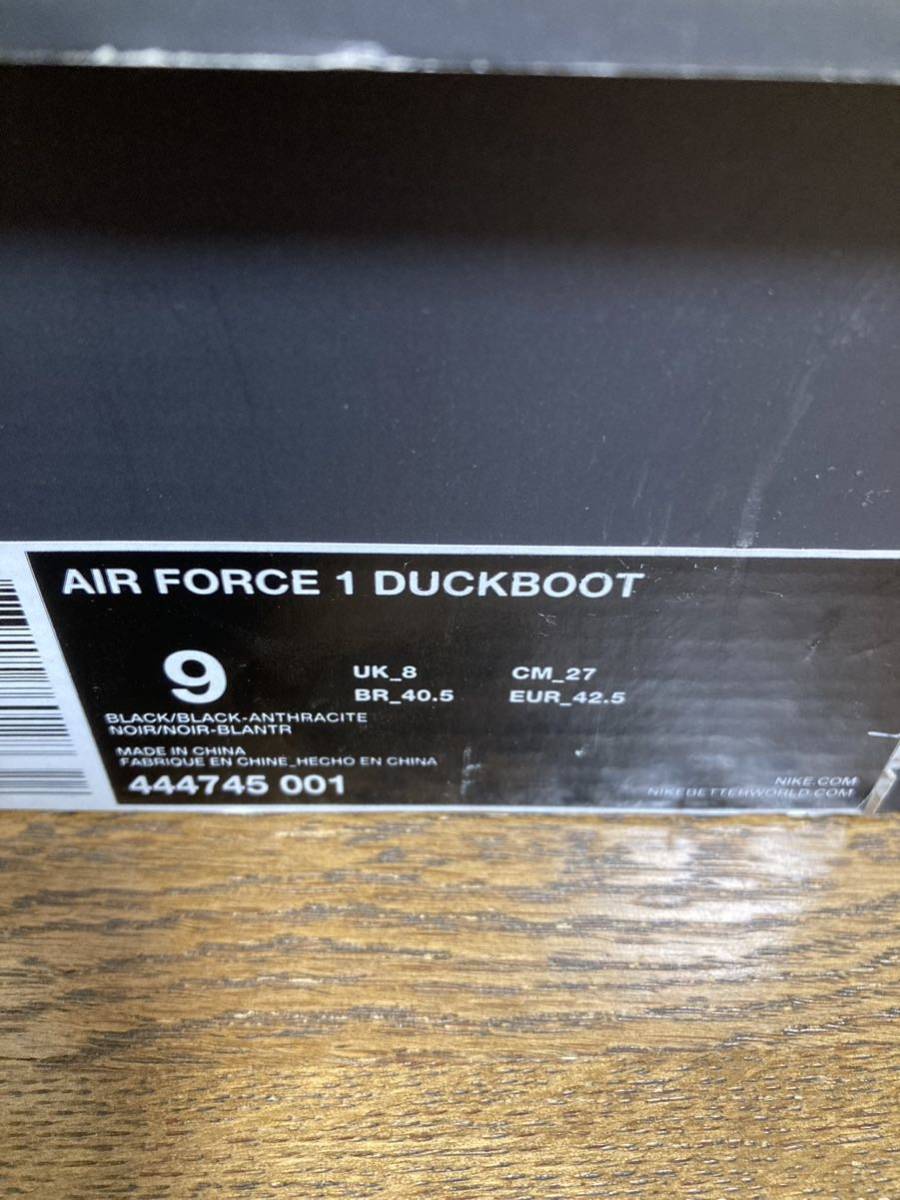 AIR FORCE 1 DUCKBOOT
9
UK_8 CM_27
BR_40.5 EUR_42.5
BLACK/BLACK-ANTHRACITE
NOIR/NOIR-BLANTR
MADE IN CHINA
FABRIQUE EN CHINE_HECHO EN CHINA
444745 001
NIKE.COM
NIKEBETTERWORLD.COM